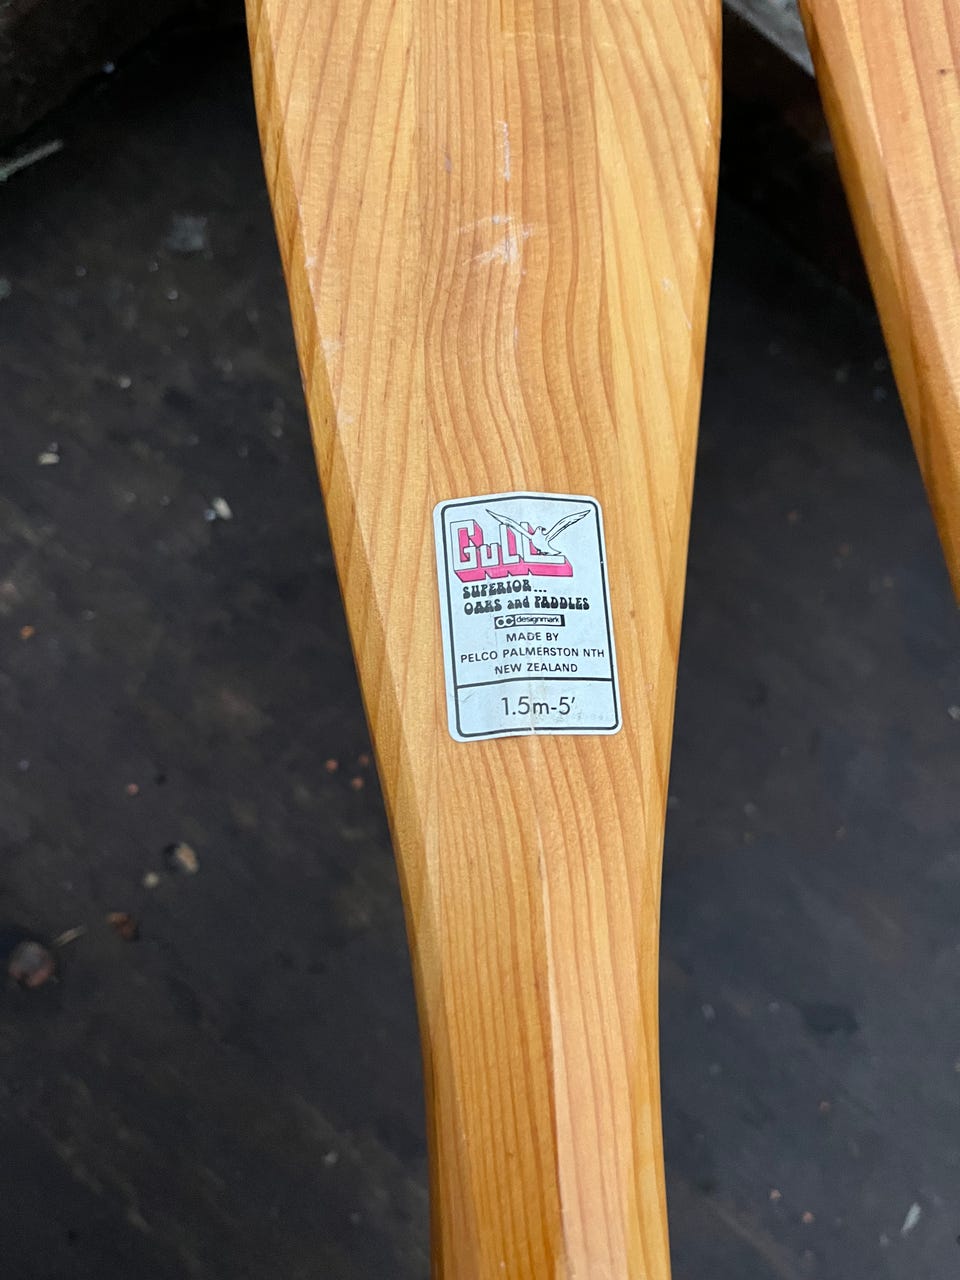 GULL
SUPERIOR...
OARS and PADDLES
designmark
MADE BY
PELCO PALMERSTON NTH
NEW ZEALAND
1.5m-5'